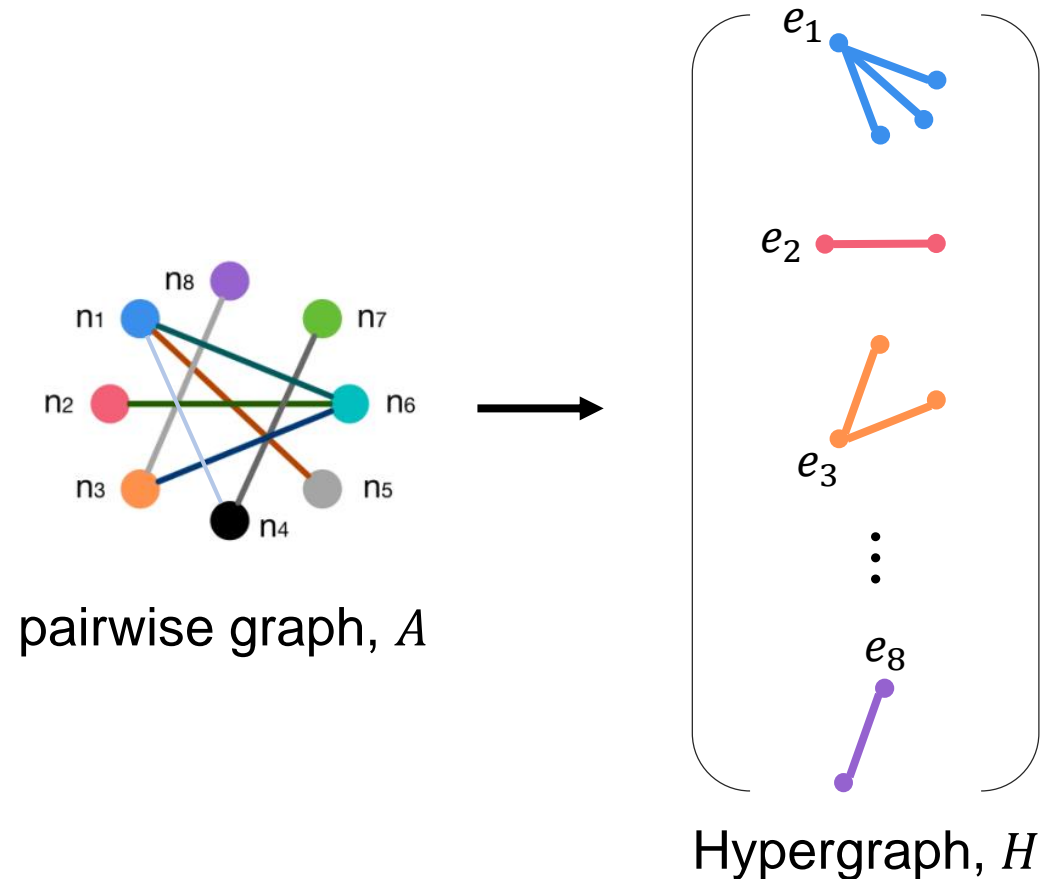 e₁
e₂
n₈
n₁
n₇
n₂
n₆
n₃
n₅
n₄
e₃
⋮
pairwise graph, A
e₈
Hypergraph, H